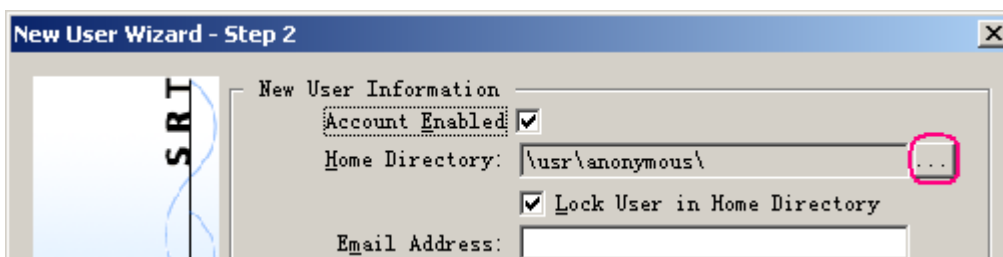 New User Wizard - Step 2
SRT
New User Information
Account Enabled
Home Directory: \usr\anonymous\ ...
Lock User in Home Directory
Email Address: